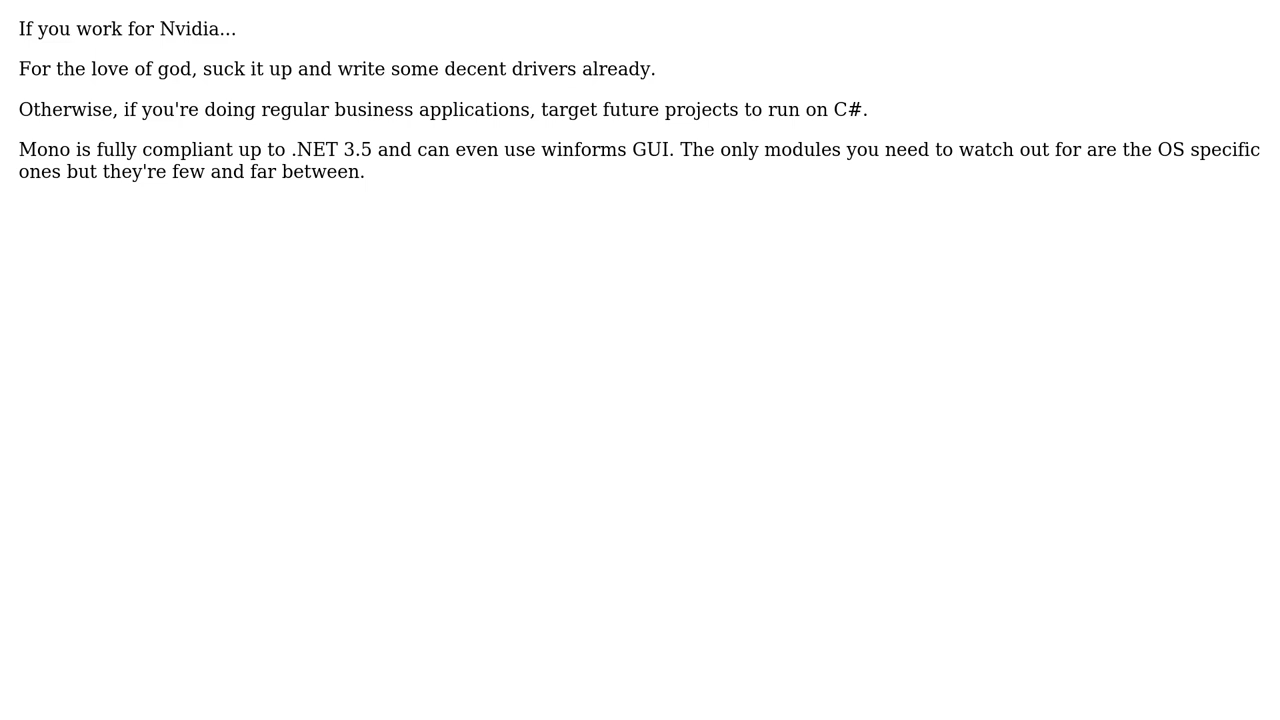 If you work for Nvidia...
For the love of god, suck it up and write some decent drivers already.
Otherwise, if you're doing regular business applications, target future projects to run on C#.
Mono is fully compliant up to .NET 3.5 and can even use winforms GUI. The only modules you need to watch out for are the OS specific
ones but they're few and far between.